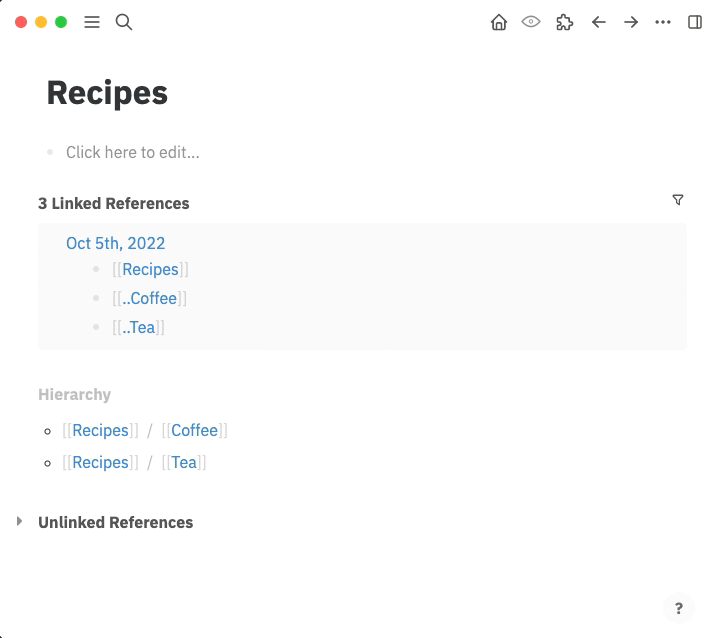 Recipes
Click here to edit...
3 Linked References
Oct 5th, 2022
[[Recipes]]
[[..Coffee]]
[[..Tea]]
Hierarchy
[[Recipes]] / [[Coffee]]
[[Recipes]] / [[Tea]]
Unlinked References
?